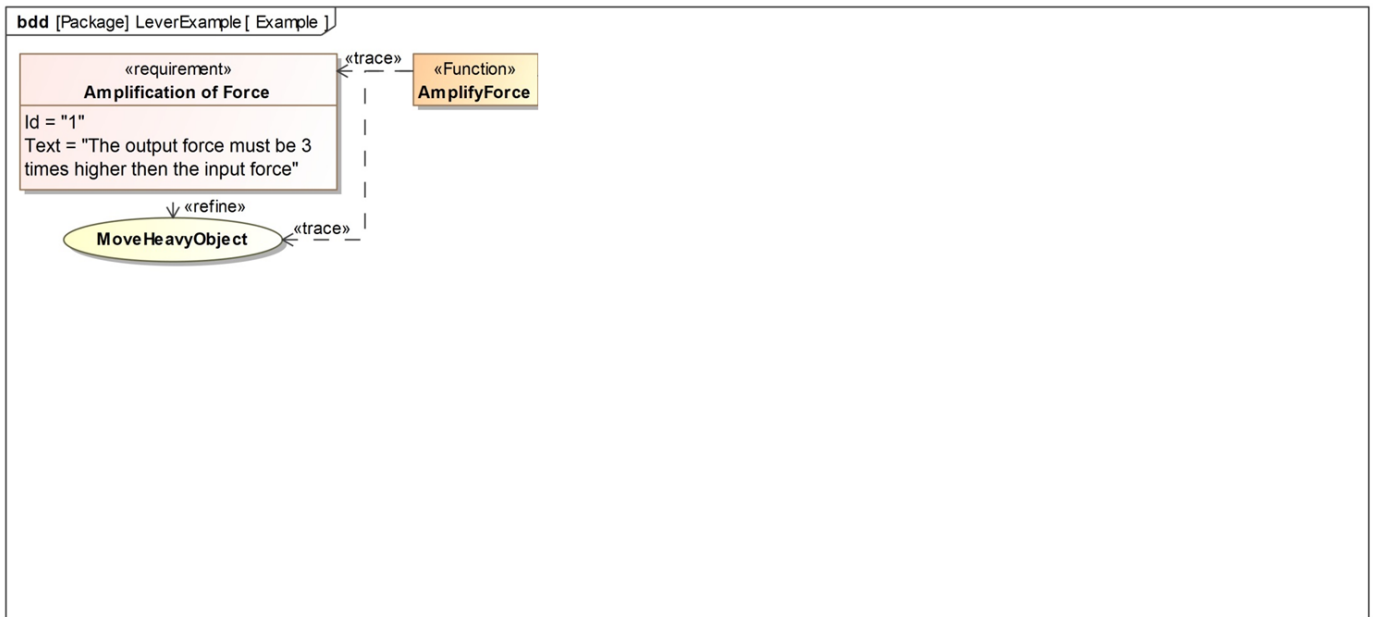 bdd [Package] LeverExample [ Example ]
«requirement»
Amplification of Force
Id = "1"
Text = "The output force must be 3
times higher then the input force"
«trace»
«Function»
AmplifyForce
«refine»
MoveHeavyObject
«trace»